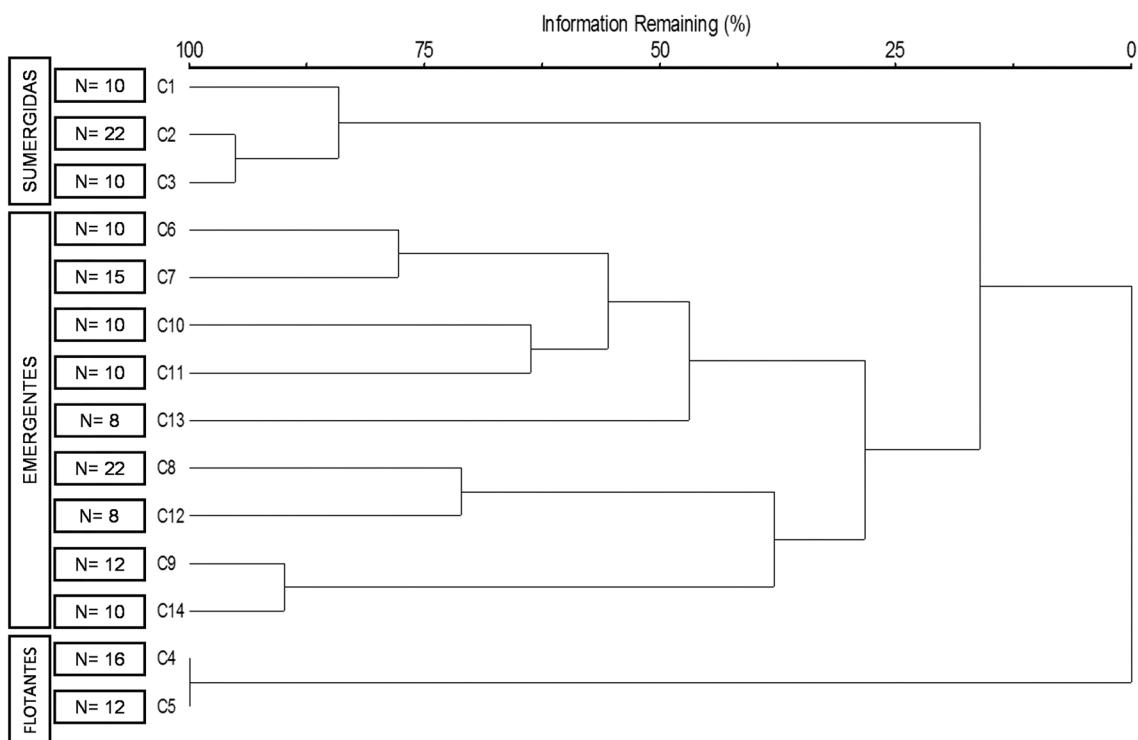 Information Remaining (%)
100 75 50 25 0
SUMERGIDAS
N= 10 C1
N= 22 C2
N= 10 C3
EMERGENTES
N= 10 C6
N= 15 C7
N= 10 C10
N= 10 C11
N= 8 C13
N= 22 C8
N= 8 C12
N= 12 C9
N= 10 C14
FLOTANTES
N= 16 C4
N= 12 C5